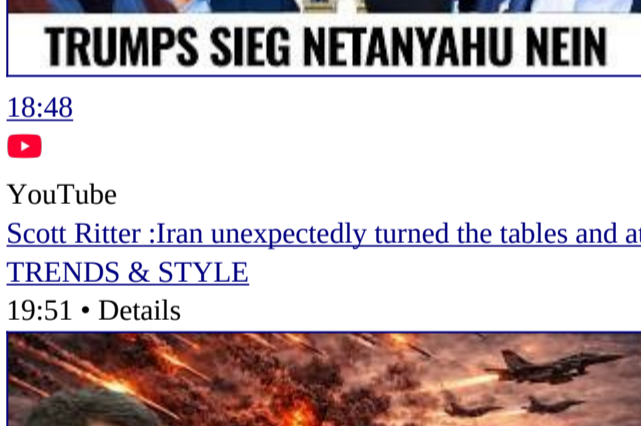 TRUMPS SIEG NETANYAHU NEIN
18:48
YouTube
Scott Ritter :Iran unexpectedly turned the tables and at
TRENDS & STYLE
19:51 • Details